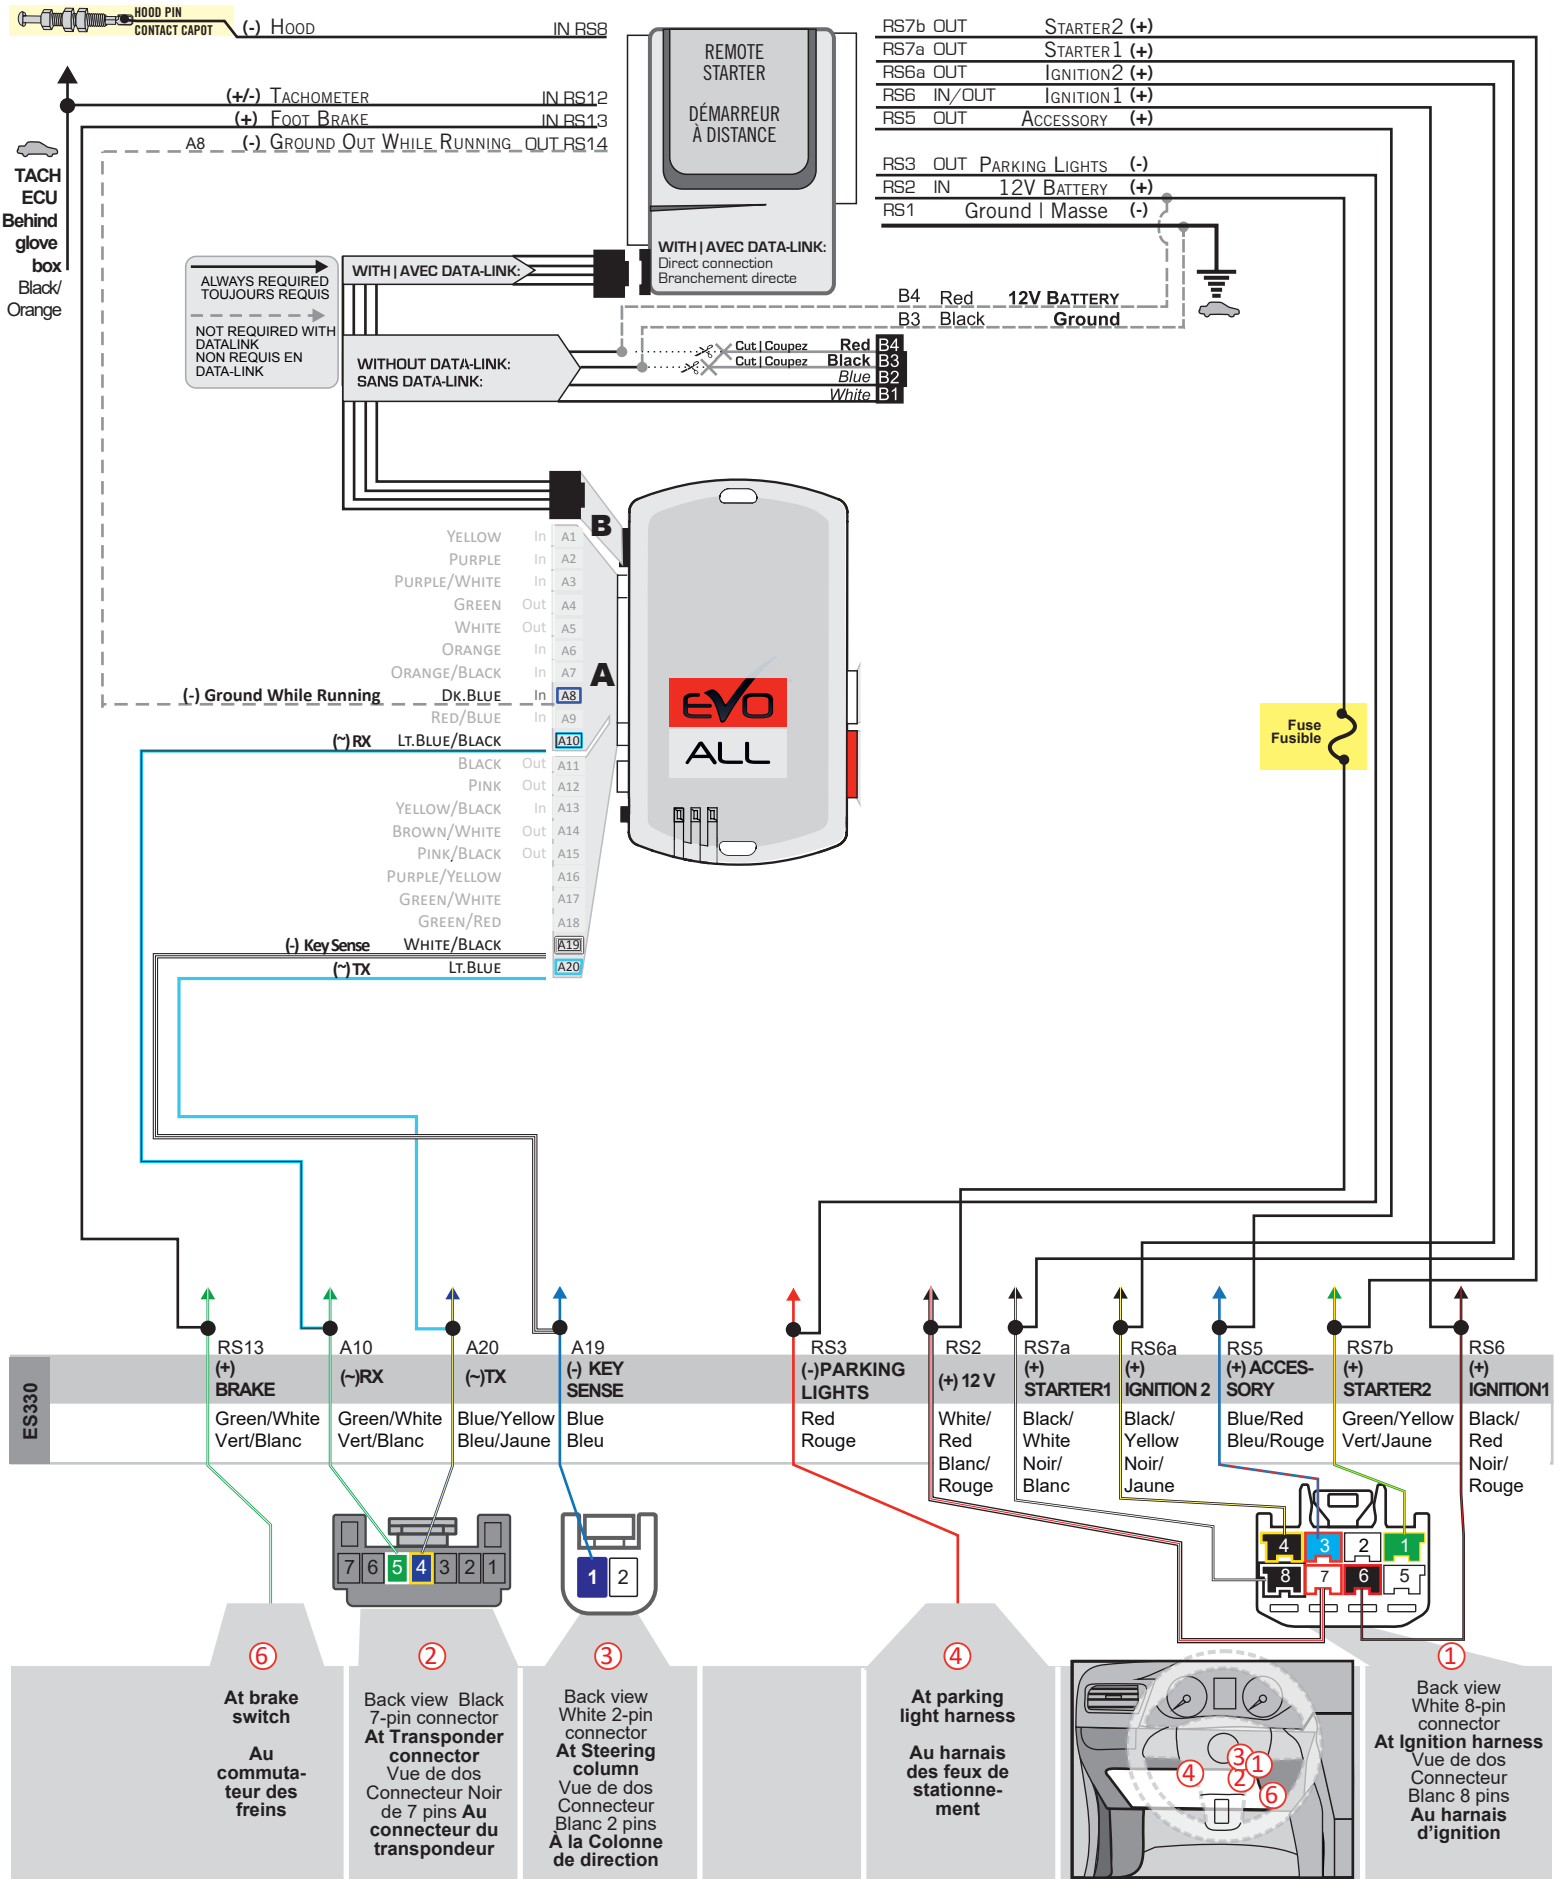 HOOD PIN
CONTACT CAPOT
(-) HOOD IN RS8
(+/-) TACHOMETER IN RS12
(+) FOOT BRAKE IN RS13
A8 (-) GROUND OUT WHILE RUNNING OUT RS14
TACH
ECU
Behind
glove
box
Black/
Orange
REMOTE
STARTER
DÉMARREUR
À DISTANCE
WITH | AVEC DATA-LINK:
Direct connection
Branchement directe
RS7b OUT STARTER2 (+)
RS7a OUT STARTER1 (+)
RS6a OUT IGNITION2 (+)
RS6 IN/OUT IGNITION1 (+)
RS5 OUT ACCESSORY (+)
RS3 OUT PARKING LIGHTS (-)
RS2 IN 12V BATTERY (+)
RS1 Ground | Masse (-)
ALWAYS REQUIRED
TOUJOURS REQUIS
NOT REQUIRED WITH
DATALINK
NON REQUIS EN
DATA-LINK
WITH | AVEC DATA-LINK:
WITHOUT DATA-LINK:
SANS DATA-LINK:
B4 Red 12V BATTERY
B3 Black Ground
Cut | Coupez Red B4
Cut | Coupez Black B3
Blue B2
White B1
B
A
YELLOW In A1
PURPLE In A2
PURPLE/WHITE In A3
GREEN Out A4
WHITE Out A5
ORANGE In A6
ORANGE/BLACK In A7
(-) Ground While Running DK.BLUE In A8
RED/BLUE In A9
(~) RX LT.BLUE/BLACK A10
BLACK Out A11
PINK Out A12
YELLOW/BLACK In A13
BROWN/WHITE Out A14
PINK/BLACK Out A15
PURPLE/YELLOW A16
GREEN/WHITE A17
GREEN/RED A18
(-) Key Sense WHITE/BLACK A19
(~) TX LT.BLUE A20
EVO
ALL
Fuse
Fusible
ES330
RS13
(+)
BRAKE
Green/White
Vert/Blanc
A10
(~)RX
Green/White
Vert/Blanc
A20
(~)TX
Blue/Yellow
Bleu/Jaune
A19
(-) KEY
SENSE
Blue
Bleu
RS3
(-)PARKING
LIGHTS
Red
Rouge
RS2
(+) 12 V
White/
Red
Blanc/
Rouge
RS7a
(+)
STARTER1
Black/
White
Noir/
Blanc
RS6a
(+)
IGNITION 2
Black/
Yellow
Noir/
Jaune
RS5
(+) ACCES-
SORY
Blue/Red
Bleu/Rouge
RS7b
(+)
STARTER2
Green/Yellow
Vert/Jaune
RS6
(+)
IGNITION1
Black/
Red
Noir/
Rouge
7 6 5 4 3 2 1
1 2
4 3 2 1
8 7 6 5
6
At brake
switch
Au
commuta-
teur des
freins
2
Back view Black
7-pin connector
At Transponder
connector
Vue de dos
Connecteur Noir
de 7 pins Au
connecteur du
transpondeur
3
Back view
White 2-pin
connector
At Steering
column
Vue de dos
Connecteur
Blanc 2 pins
À la Colonne
de direction
4
At parking
light harness
Au harnais
des feux de
stationne-
ment
3
1
4
2
6
1
Back view
White 8-pin
connector
At Ignition harness
Vue de dos
Connecteur
Blanc 8 pins
Au harnais
d'ignition